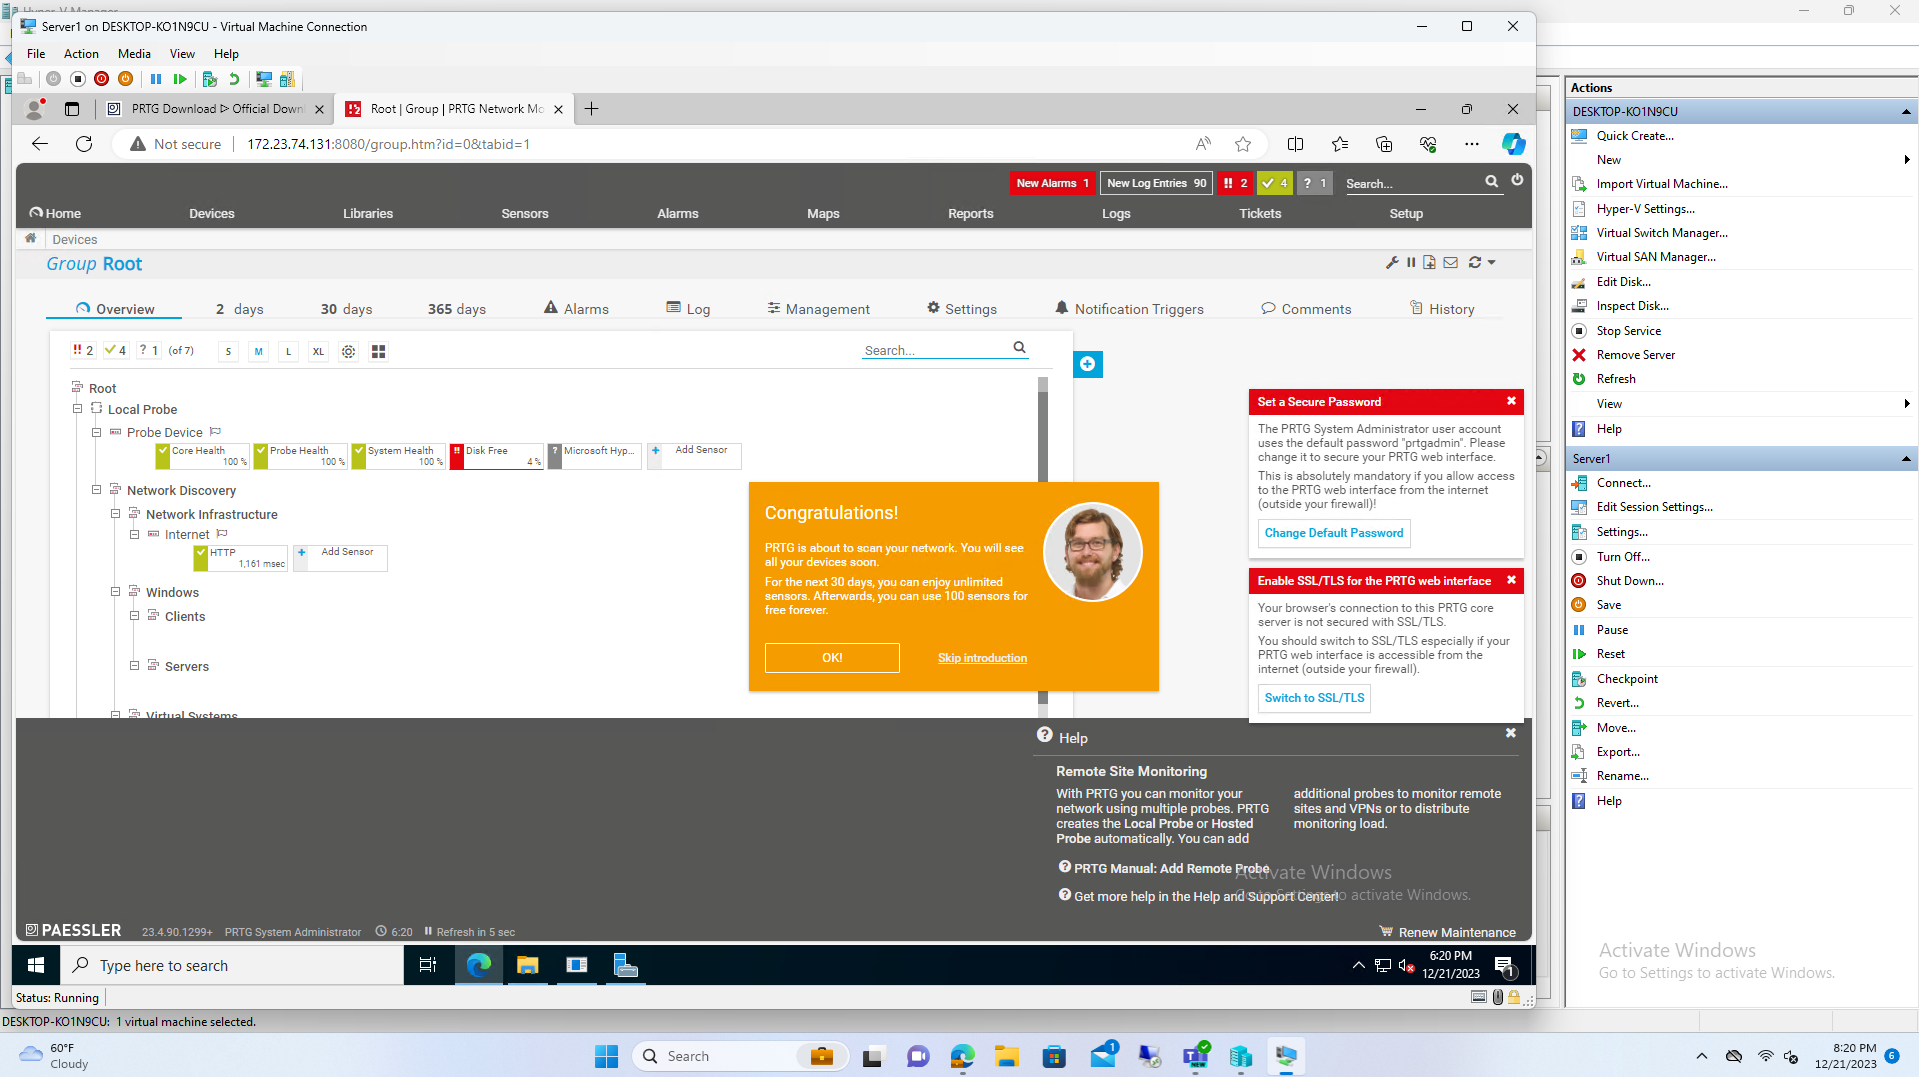 Hyper-V Manager
Server1 on DESKTOP-KO1N9CU - Virtual Machine Connection
File Action Media View Help
PRTG Download ᐅ Official Down
Root | Group | PRTG Network Mo
Not secure
172.23.74.131:8080/group.htm?id=0&tabid=1
New Alarms 1
New Log Entries 90
2
4
? 1
Search...
Home Devices Libraries Sensors Alarms Maps Reports Logs Tickets Setup
Devices
Group Root
Overview
2 days
30 days
365 days
Alarms
Log
Management
Settings
Notification Triggers
Comments
History
2 4 ? 1 (of 7) S M L XL
Search...
Root
Local Probe
Probe Device
Core Health
100 %
Probe Health
100 %
System Health
100 %
Disk Free
4 %
Microsoft Hyp...
Add Sensor
Network Discovery
Network Infrastructure
Internet
HTTP
1,161 msec
Add Sensor
Windows
Clients
Servers
Virtual Systems
Congratulations!
PRTG is about to scan your network. You will see
all your devices soon.
For the next 30 days, you can enjoy unlimited
sensors. Afterwards, you can use 100 sensors for
free forever.
OK!
Skip introduction
Set a Secure Password
The PRTG System Administrator user account
uses the default password "prtgadmin". Please
change it to secure your PRTG web interface.
This is absolutely mandatory if you allow access
to the PRTG web interface from the internet
(outside your firewall)!
Change Default Password
Enable SSL/TLS for the PRTG web interface
Your browser's connection to this PRTG core
server is not secured with SSL/TLS.
You should switch to SSL/TLS especially if your
PRTG web interface is accessible from the
internet (outside your firewall).
Switch to SSL/TLS
Help
Remote Site Monitoring
With PRTG you can monitor your
network using multiple probes. PRTG
creates the Local Probe or Hosted
Probe automatically. You can add
additional probes to monitor remote
sites and VPNs or to distribute
monitoring load.
PRTG Manual: Add Remote Probe
Get more help in the Help and Support Center!
Activate Windows
Go to Settings to activate Windows.
PAESSLER
23.4.90.1299+
PRTG System Administrator
6:20
Refresh in 5 sec
Renew Maintenance
Type here to search
6:20 PM
12/21/2023
1
Status: Running
DESKTOP-KO1N9CU: 1 virtual machine selected.
Actions
DESKTOP-KO1N9CU
Quick Create...
New
Import Virtual Machine...
Hyper-V Settings...
Virtual Switch Manager...
Virtual SAN Manager...
Edit Disk...
Inspect Disk...
Stop Service
Remove Server
Refresh
View
Help
Server1
Connect...
Edit Session Settings...
Settings...
Turn Off...
Shut Down...
Save
Pause
Reset
Checkpoint
Revert...
Move...
Export...
Rename...
Help
Activate Windows
Go to Settings to activate Windows.
60°F
Cloudy
Search
1
NEW
8:20 PM
12/21/2023
6